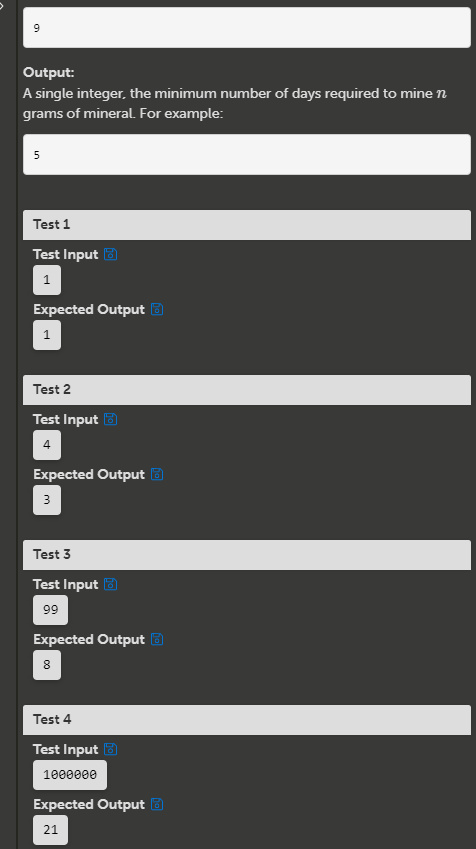 9
Output:
A single integer, the minimum number of days required to mine n
grams of mineral. For example:
5
Test 1
Test Input
1
Expected Output
1
Test 2
Test Input
4
Expected Output
3
Test 3
Test Input
99
Expected Output
8
Test 4
Test Input
1000000
Expected Output
21